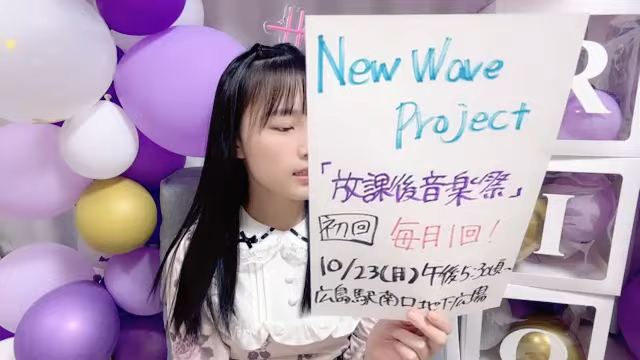 New Wave
Project
「放課後音楽祭」
初回 毎月1回！
10/23(日)午後5:30頃、
広島駅南口地下広場
R
I
O